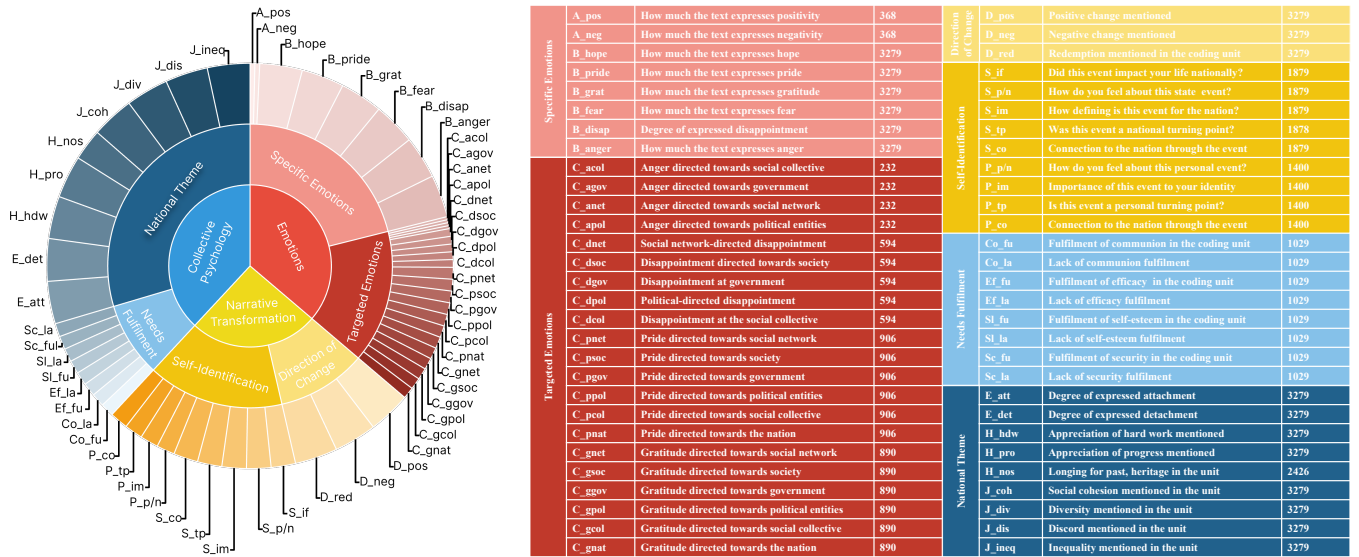 A_pos
A_neg
B_hope
B_pride
B_grat
B_fear
B_disap
B_anger
C_acol
C_agov
C_anet
C_apol
C_dnet
C_dsoc
C_dgov
C_dpol
C_dcol
C_pnet
C_psoc
C_pgov
C_ppol
C_pcol
C_pnat
C_gnet
C_gsoc
C_ggov
C_gpol
C_gcol
C_gnat
D_pos
D_neg
D_red
S_if
S_p/n
S_im
S_tp
S_co
P_p/n
P_im
P_tp
P_co
Co_fu
Co_la
Ef_fu
Ef_la
Sl_fu
Sl_la
Sc_ful
Sc_la
E_att
E_det
H_hdw
H_pro
H_nos
J_coh
J_div
J_dis
J_ineq
National Theme
Specific Emotions
Collective
Psychology
Emotions
Targeted Emotions
Narrative
Transformation
Needs
Fulfilment
Self-Identification
Direction of
Change
Specific Emotions
A_pos How much the text expresses positivity 368
A_neg How much the text expresses negativity 368
B_hope How much the text expresses hope 3279
B_pride How much the text expresses pride 3279
B_grat How much the text expresses gratitude 3279
B_fear How much the text expresses fear 3279
B_disap Degree of expressed disappointment 3279
B_anger How much the text expresses anger 3279
Targeted Emotions
C_acol Anger directed towards social collective 232
C_agov Anger directed towards government 232
C_anet Anger directed towards social network 232
C_apol Anger directed towards political entities 232
C_dnet Social network-directed disappointment 594
C_dsoc Disappointment directed towards society 594
C_dgov Disappointment at government 594
C_dpol Political-directed disappointment 594
C_dcol Disappointment at the social collective 594
C_pnet Pride directed towards social network 906
C_psoc Pride directed towards society 906
C_pgov Pride directed towards government 906
C_ppol Pride directed towards political entities 906
C_pcol Pride directed towards social collective 906
C_pnat Pride directed towards the nation 906
C_gnet Gratitude directed towards social network 890
C_gsoc Gratitude directed towards society 890
C_ggov Gratitude directed towards government 890
C_gpol Gratitude directed towards political entities 890
C_gcol Gratitude directed towards social collective 890
C_gnat Gratitude directed towards the nation 890
Direction
of Change
D_pos Positive change mentioned 3279
D_neg Negative change mentioned 3279
D_red Redemption mentioned in the coding unit 3279
Self-Identification
S_if Did this event impact your life nationally? 1879
S_p/n How do you feel about this state event? 1879
S_im How defining is this event for the nation? 1879
S_tp Was this event a national turning point? 1878
S_co Connection to the nation through the event 1879
P_p/n How do you feel about this personal event? 1400
P_im Importance of this event to your identity 1400
P_tp Is this event a personal turning point? 1400
P_co Connection to the nation through the event 1400
Needs Fulfilment
Co_fu Fulfilment of communion in the coding unit 1029
Co_la Lack of communion fulfilment 1029
Ef_fu Fulfilment of efficacy in the coding unit 1029
Ef_la Lack of efficacy fulfilment 1029
Sl_fu Fulfilment of self-esteem in the coding unit 1029
Sl_la Lack of self-esteem fulfilment 1029
Sc_fu Fulfilment of security in the coding unit 1029
Sc_la Lack of security fulfilment 1029
National Theme
E_att Degree of expressed attachment 3279
E_det Degree of expressed detachment 3279
H_hdw Appreciation of hard work mentioned 3279
H_pro Appreciation of progress mentioned 3279
H_nos Longing for past, heritage in the unit 2426
J_coh Social cohesion mentioned in the unit 3279
J_div Diversity mentioned in the unit 3279
J_dis Discord mentioned in the unit 3279
J_ineq Inequality mentioned in the unit 3279